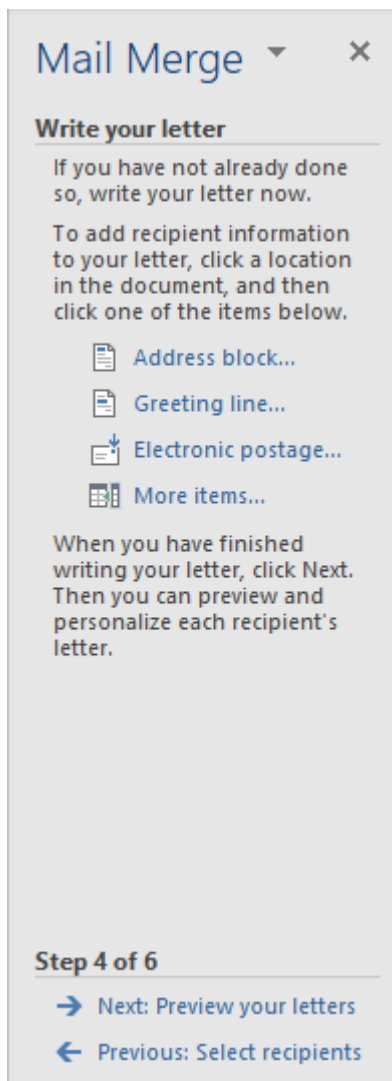 Mail Merge
Write your letter
If you have not already done
so, write your letter now.
To add recipient information
to your letter, click a location
in the document, and then
click one of the items below.
Address block...
Greeting line...
Electronic postage...
More items...
When you have finished
writing your letter, click Next.
Then you can preview and
personalize each recipient's
letter.
Step 4 of 6
Next: Preview your letters
Previous: Select recipients